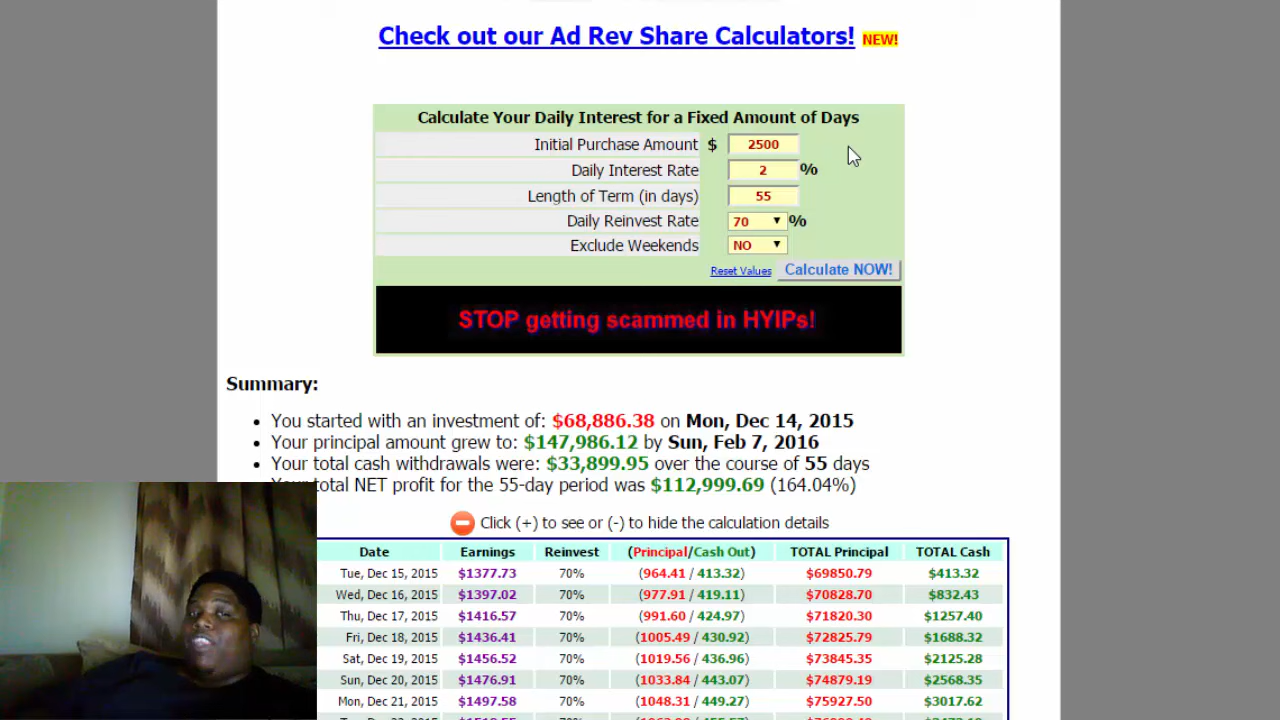 Check out our Ad Rev Share Calculators! NEW!
Calculate Your Daily Interest for a Fixed Amount of Days
Initial Purchase Amount $ 2500
Daily Interest Rate 2 %
Length of Term (in days) 55
Daily Reinvest Rate 70 %
Exclude Weekends NO
Reset Values Calculate NOW!
STOP getting scammed in HYIPs!
Summary:
• You started with an investment of: $68,886.38 on Mon, Dec 14, 2015
• Your principal amount grew to: $147,986.12 by Sun, Feb 7, 2016
• Your total cash withdrawals were: $33,899.95 over the course of 55 days
total NET profit for the 55-day period was $112,999.69 (164.04%)
Click (+) to see or (-) to hide the calculation details
Date Earnings Reinvest (Principal/Cash Out) TOTAL Principal TOTAL Cash
Tue, Dec 15, 2015 $1377.73 70% (964.41 / 413.32) $69850.79 $413.32
Wed, Dec 16, 2015 $1397.02 70% (977.91 / 419.11) $70828.70 $832.43
Thu, Dec 17, 2015 $1416.57 70% (991.60 / 424.97) $71820.30 $1257.40
Fri, Dec 18, 2015 $1436.41 70% (1005.49 / 430.92) $72825.79 $1688.32
Sat, Dec 19, 2015 $1456.52 70% (1019.56 / 436.96) $73845.35 $2125.28
Sun, Dec 20, 2015 $1476.91 70% (1033.84 / 443.07) $74879.19 $2568.35
Mon, Dec 21, 2015 $1497.58 70% (1048.31 / 449.27) $75927.50 $3017.62